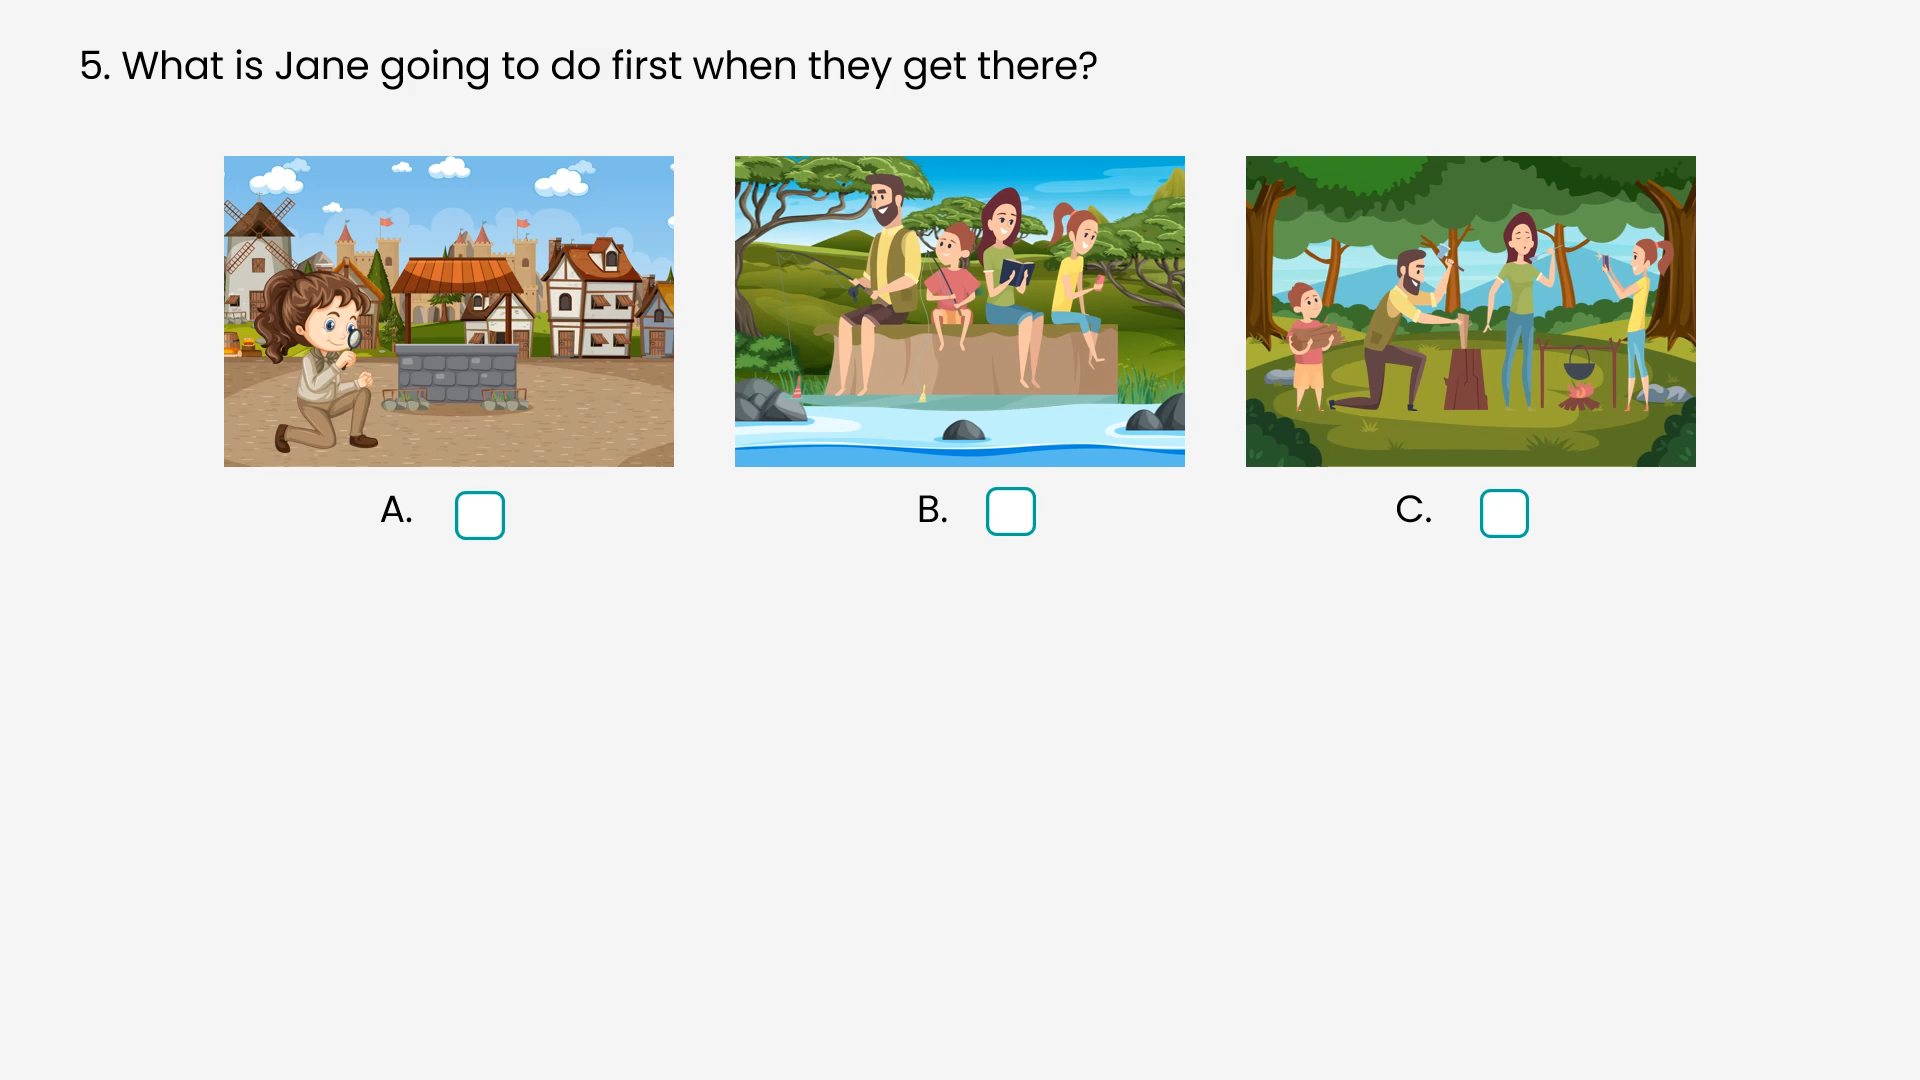 5. What is Jane going to do first when they get there?
A.
B.
C.